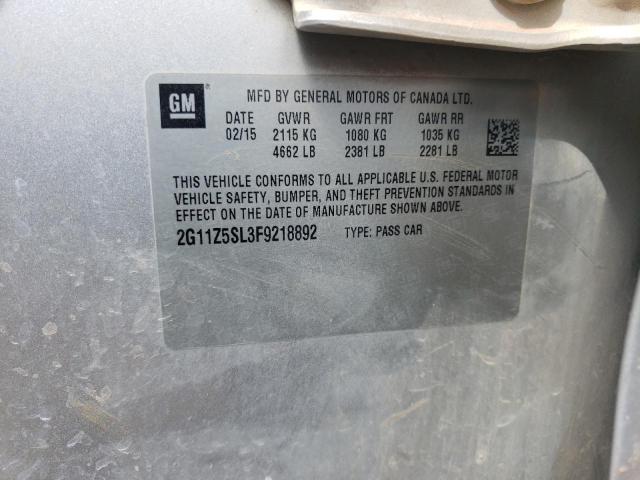 GM®
MFD BY GENERAL MOTORS OF CANADA LTD.
DATE GVWR GAWR FRT GAWR RR
02/15 2115 KG 1080 KG 1035 KG
4662 LB 2381 LB 2281 LB
THIS VEHICLE CONFORMS TO ALL APPLICABLE U.S. FEDERAL MOTOR
VEHICLE SAFETY, BUMPER, AND THEFT PREVENTION STANDARDS IN
EFFECT ON THE DATE OF MANUFACTURE SHOWN ABOVE.
2G11Z5SL3F9218892 TYPE: PASS CAR